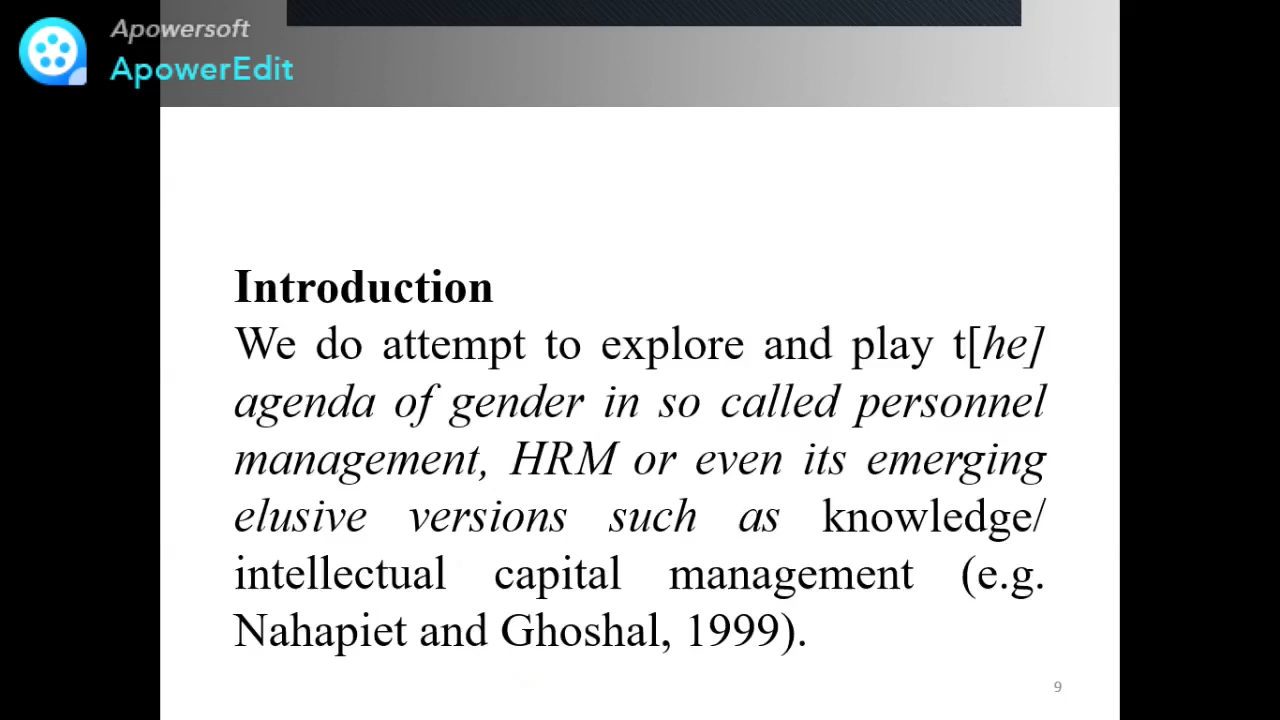 Apowersoft
ApowerEdit
Introduction
We do attempt to explore and play t[he]
agenda of gender in so called personnel
management, HRM or even its emerging
elusive versions such as knowledge/
intellectual capital management (e.g.
Nahapiet and Ghoshal, 1999).
9